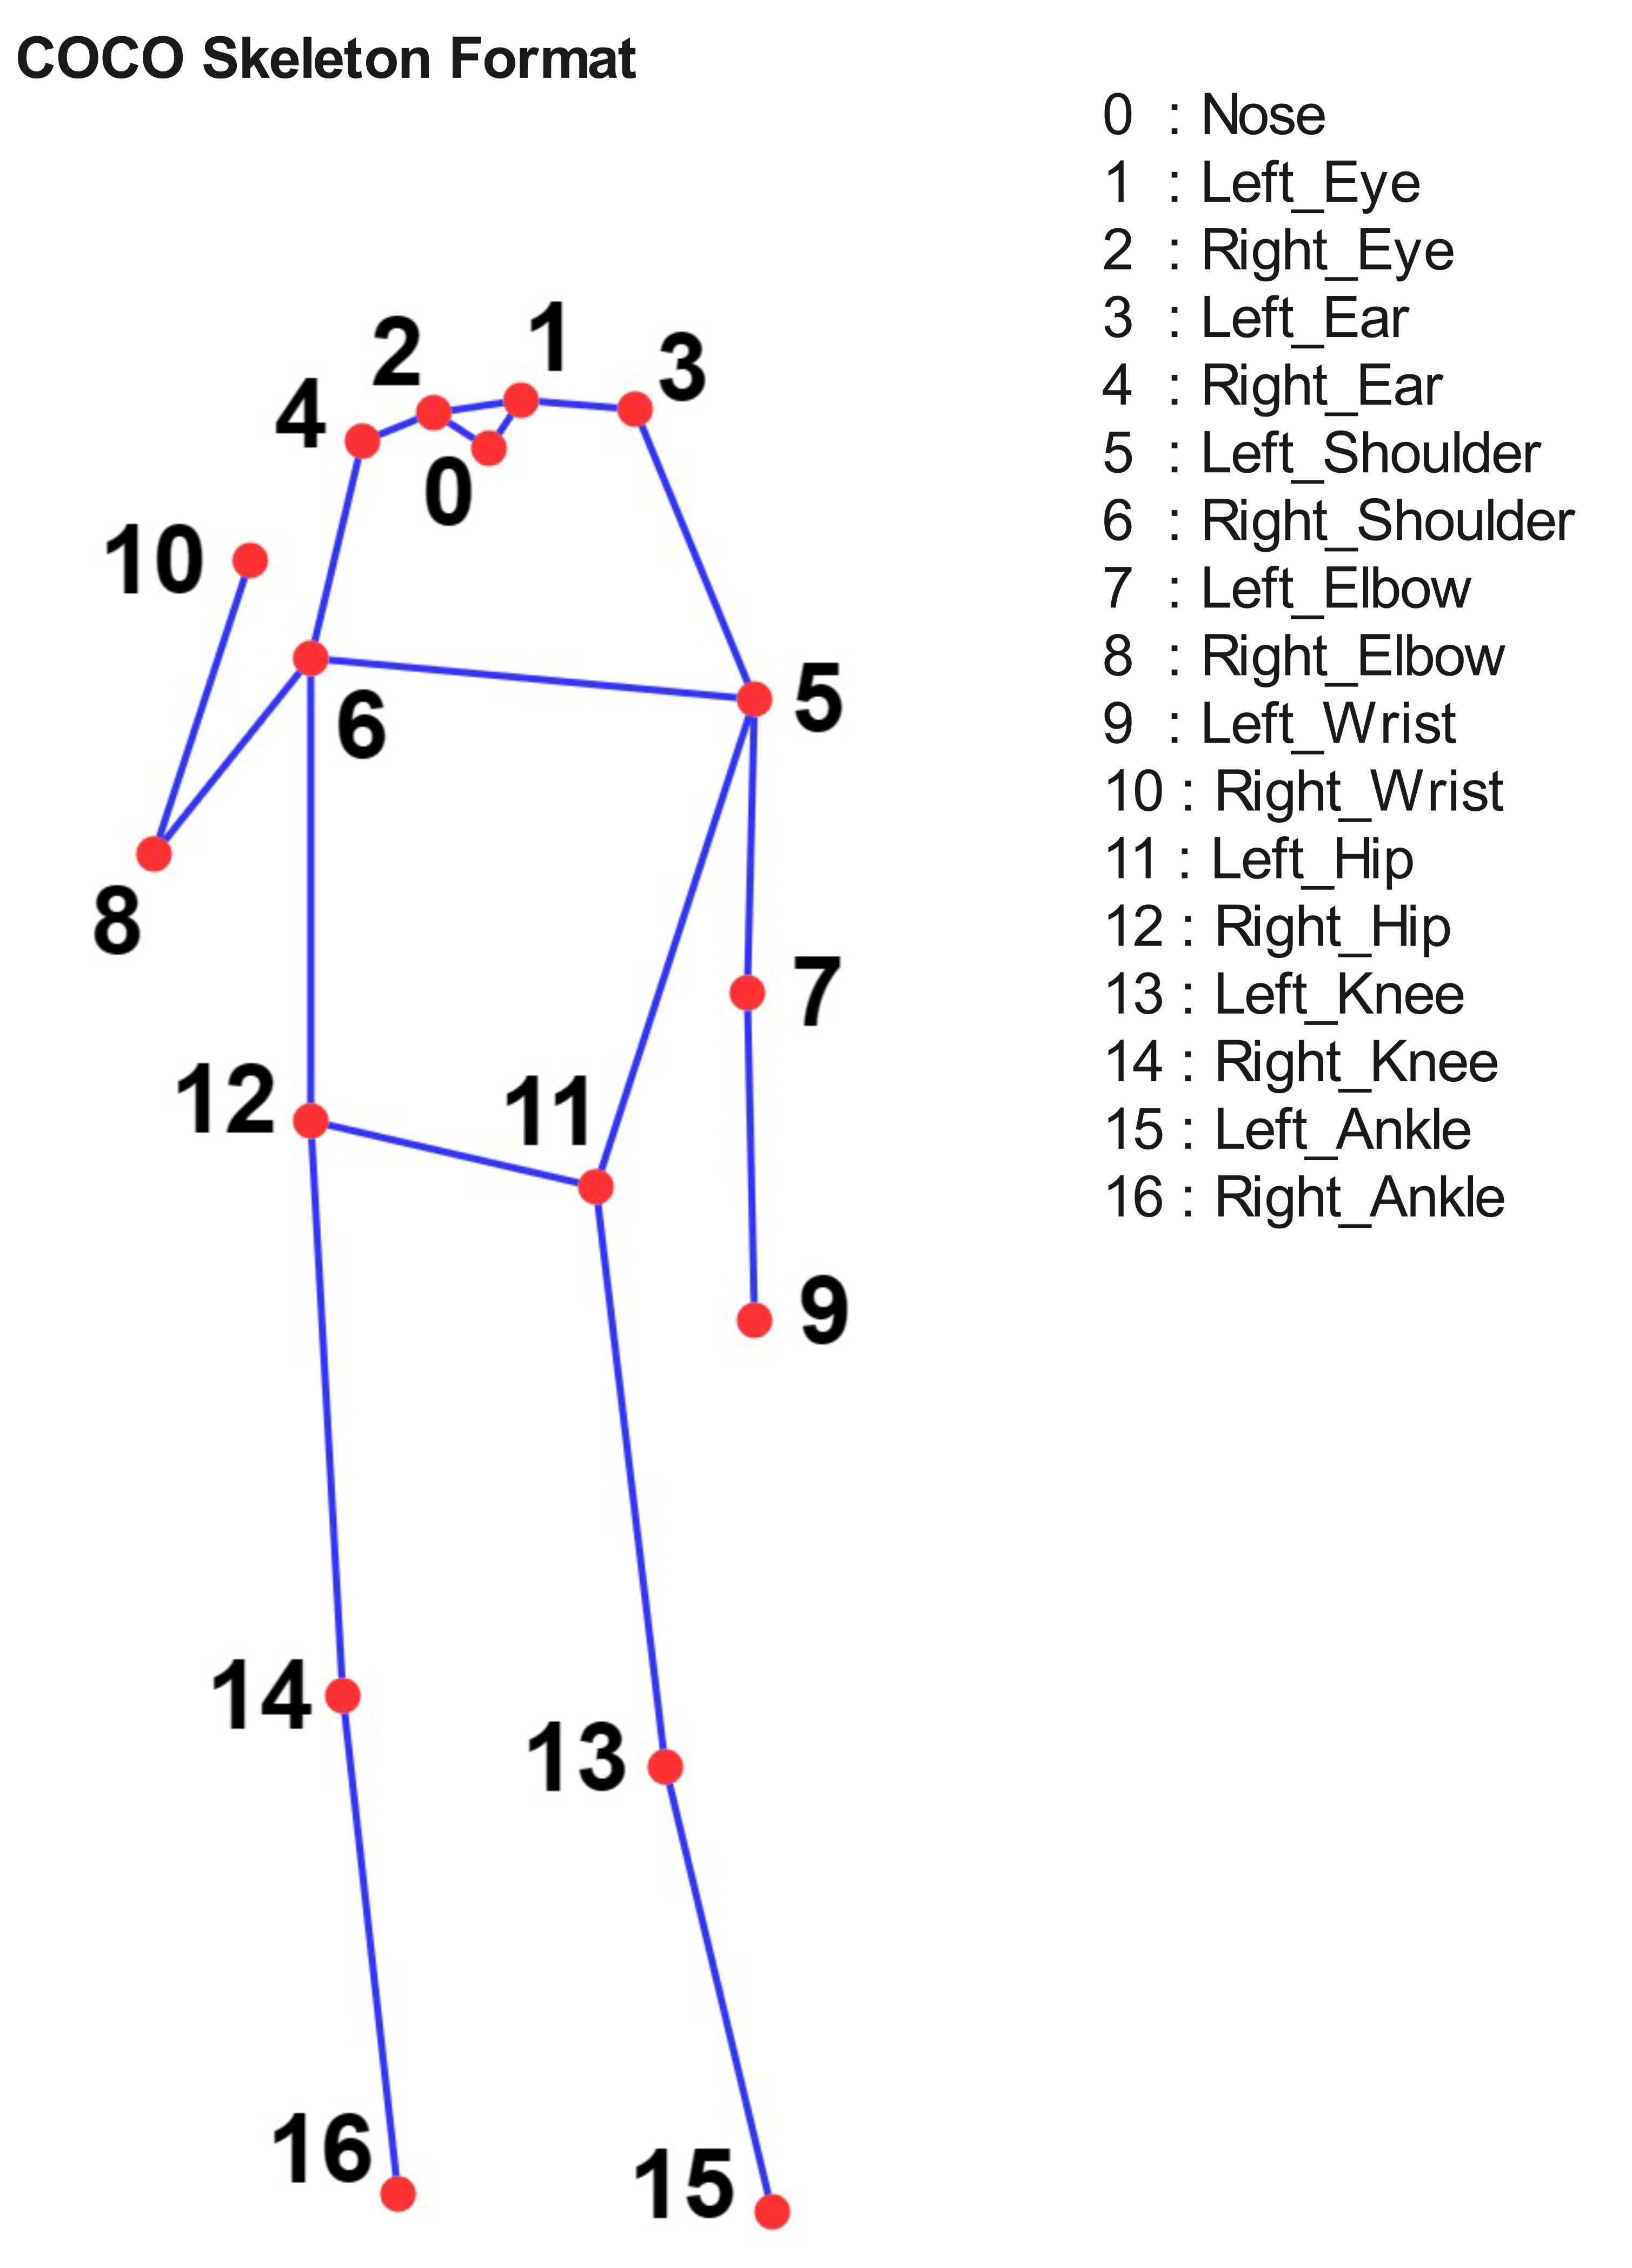 COCO Skeleton Format
0 : Nose
1 : Left_Eye
2 : Right_Eye
3 : Left_Ear
4 : Right_Ear
5 : Left_Shoulder
6 : Right_Shoulder
7 : Left_Elbow
8 : Right_Elbow
9 : Left_Wrist
10 : Right_Wrist
11 : Left_Hip
12 : Right_Hip
13 : Left_Knee
14 : Right_Knee
15 : Left_Ankle
16 : Right_Ankle
1
2
3
4
0
10
6
5
8
7
12
11
9
14
13
16
15